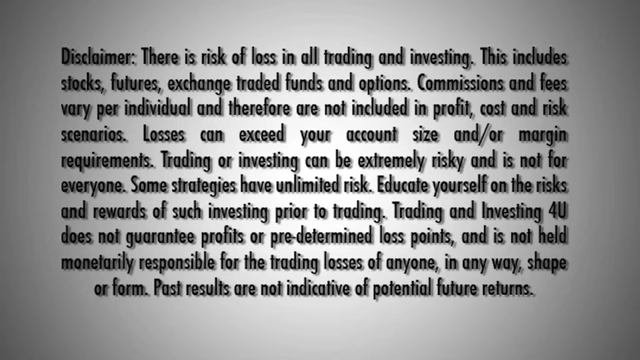 Disclaimer: There is risk of loss in all trading and investing. This includes
stocks, futures, exchange traded funds and options. Commissions and fees
vary per individual and therefore are not included in profit, cost and risk
scenarios. Losses can exceed your account size and/or margin
requirements. Trading or investing can be extremely risky and is not for
everyone. Some strategies have unlimited risk. Educate yourself on the risks
and rewards of such investing prior to trading. Trading and Investing 4U
does not guarantee profits or pre-determined loss points, and is not held
monetarily responsible for the trading losses of anyone, in any way, shape
or form. Past results are not indicative of potential future returns.